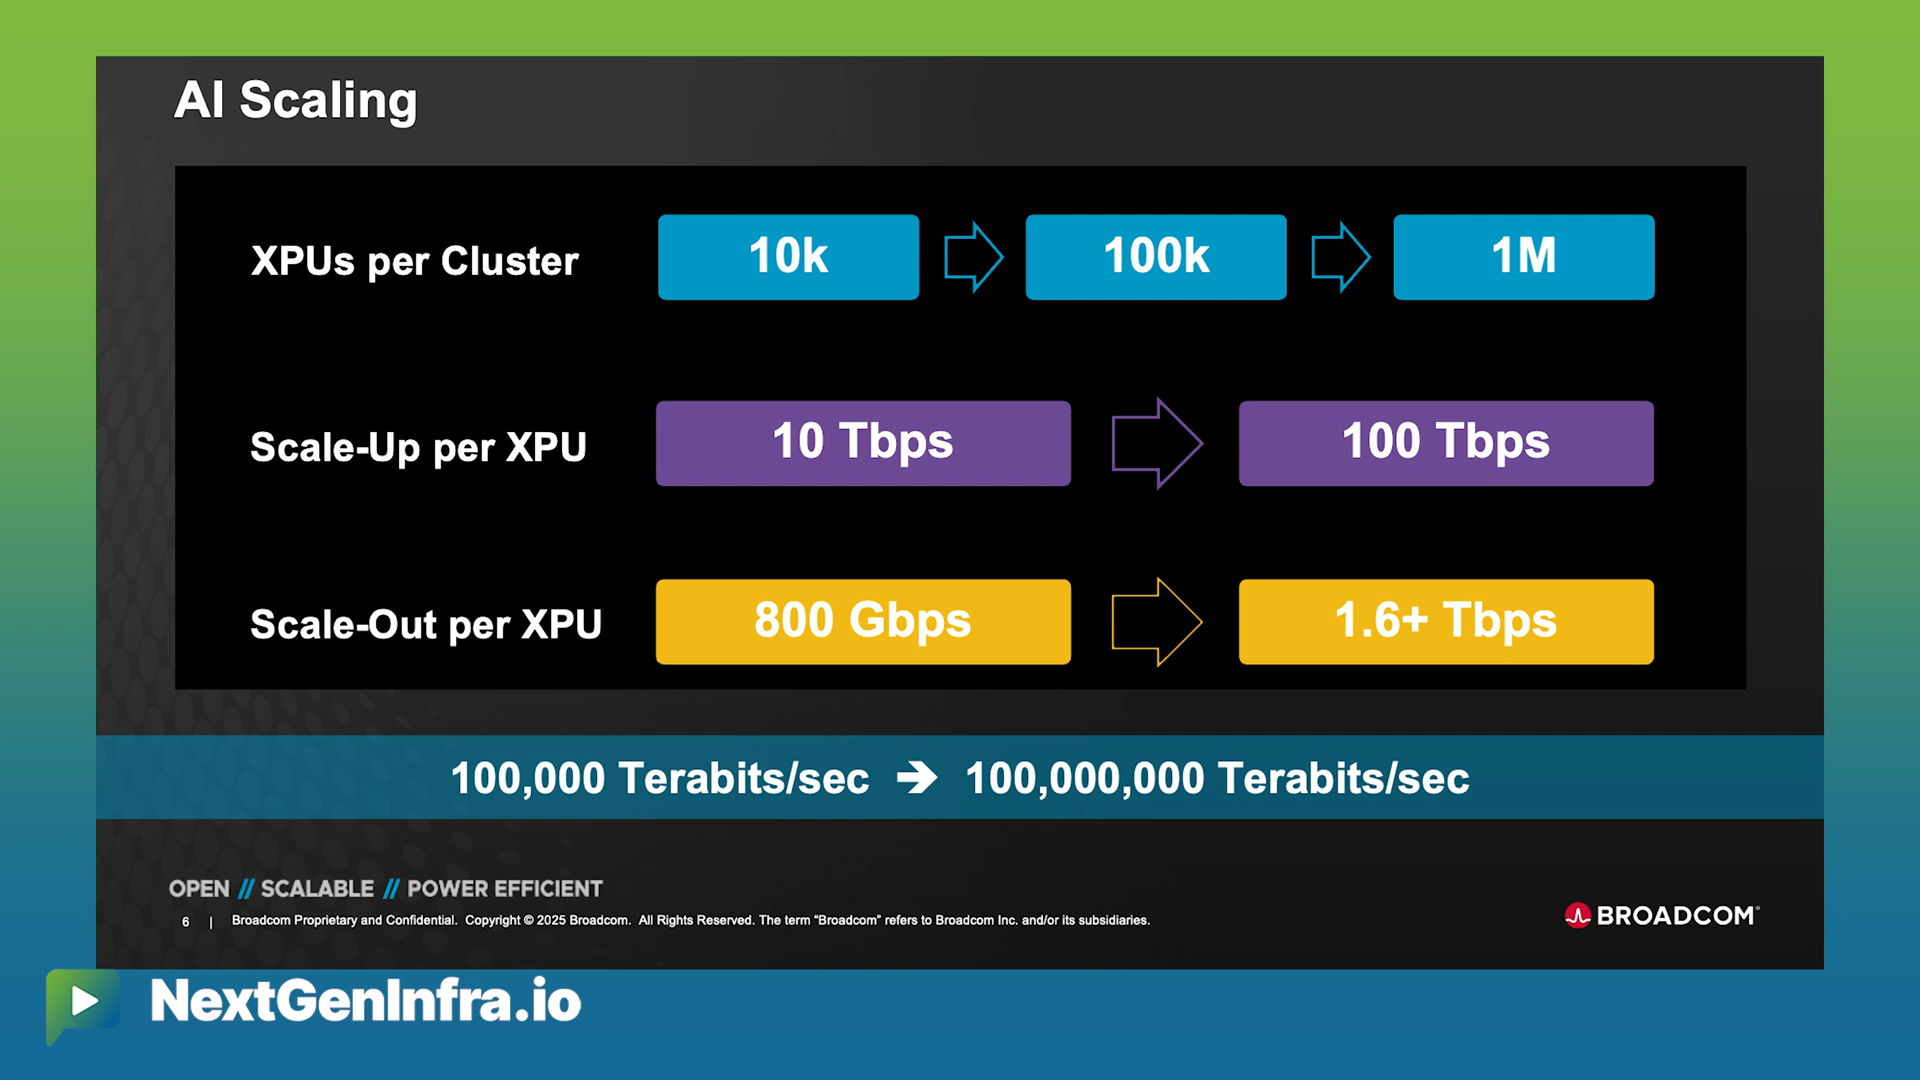 AI Scaling
XPUs per Cluster 10k 100k 1M
Scale-Up per XPU 10 Tbps 100 Tbps
Scale-Out per XPU 800 Gbps 1.6+ Tbps
100,000 Terabits/sec ➔ 100,000,000 Terabits/sec
OPEN // SCALABLE // POWER EFFICIENT
6 | Broadcom Proprietary and Confidential. Copyright © 2025 Broadcom. All Rights Reserved. The term “Broadcom” refers to Broadcom Inc. and/or its subsidiaries.
BROADCOM®
NextGenInfra.io